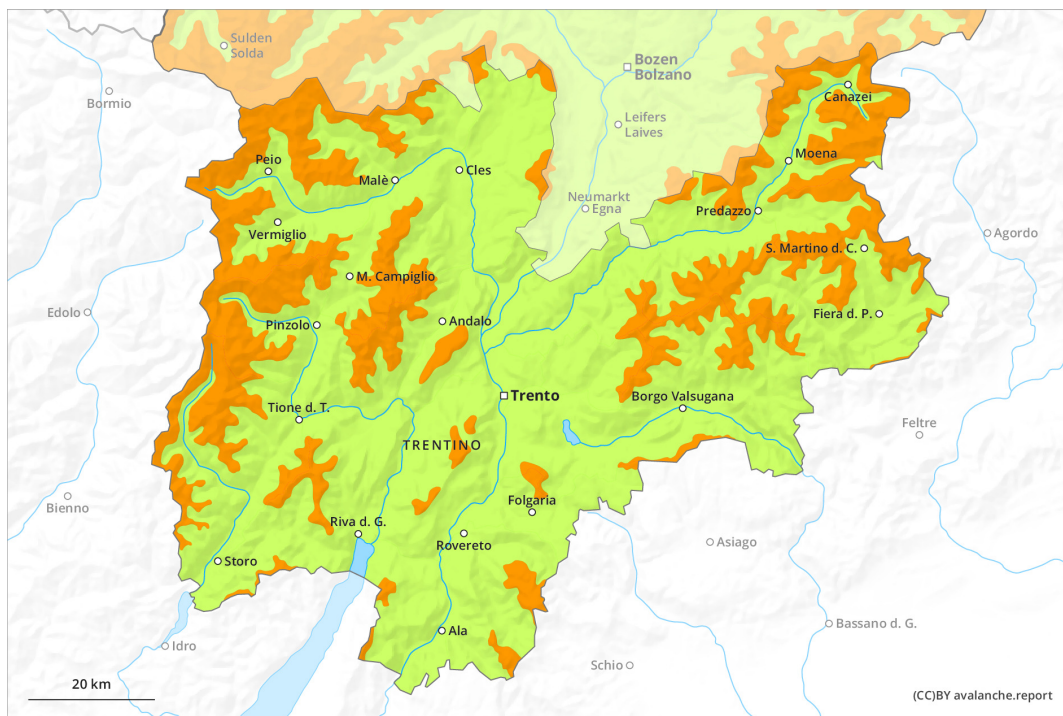 Sulden
Solda
Bormio
Bozen
Bolzano
Canazei
Leifers
Laives
Peio
Malè
Cles
Moena
Neumarkt
Egna
Predazzo
Vermiglio
Agordo
S. Martino d. C.
M. Campiglio
Edolo
Pinzolo
Andalo
Fiera d. P.
Trento
Borgo Valsugana
Tione d. T.
Feltre
TRENTINO
Bienno
Folgaria
Riva d. G.
Rovereto
Asiago
Storo
Bassano d. G.
Ala
Idro
Schio
20 km
(CC)BY avalanche.report